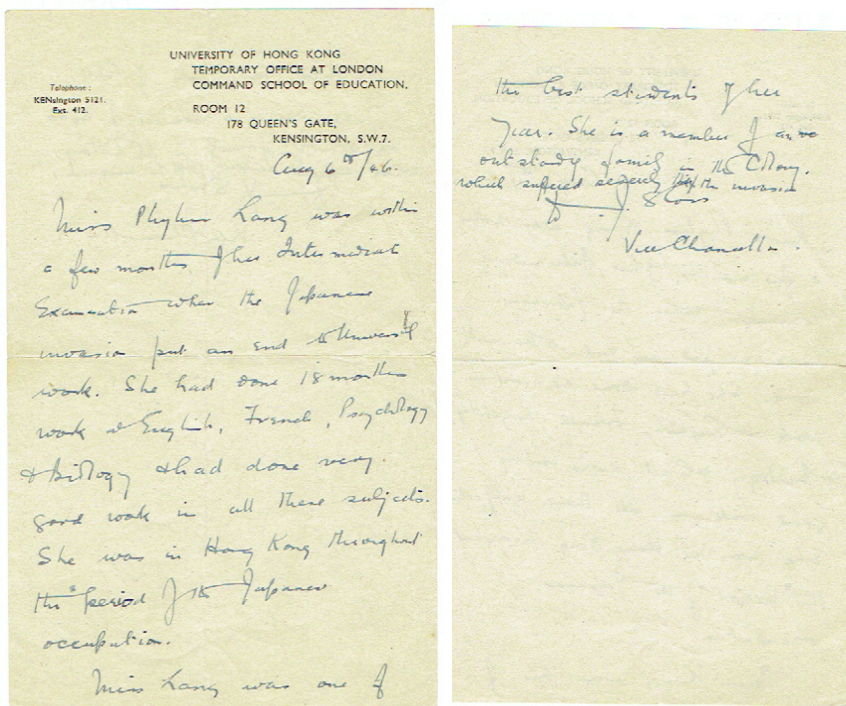 UNIVERSITY OF HONG KONG
TEMPORARY OFFICE AT LONDON
COMMAND SCHOOL OF EDUCATION,
Telephone:
KENsington 5121.
Ext. 412.
ROOM 12
178 QUEEN'S GATE,
KENSINGTON, S.W.7.
Aug 6th/46.
Miss Lang was within
a few months of her Intermediate
Examination when the Japanese
invasion put an end to University
work. She had done 18 months
work at English, French, Psychology
& Biology & had done very
good work in all these subjects.
She was in Hong Kong throughout
the period of the Japanese
occupation.
Miss Lang was one of
the best students of her
year. She is a member of an
outstanding family in the Colony,
which suffered severely the invasion
Vice Chancellor.